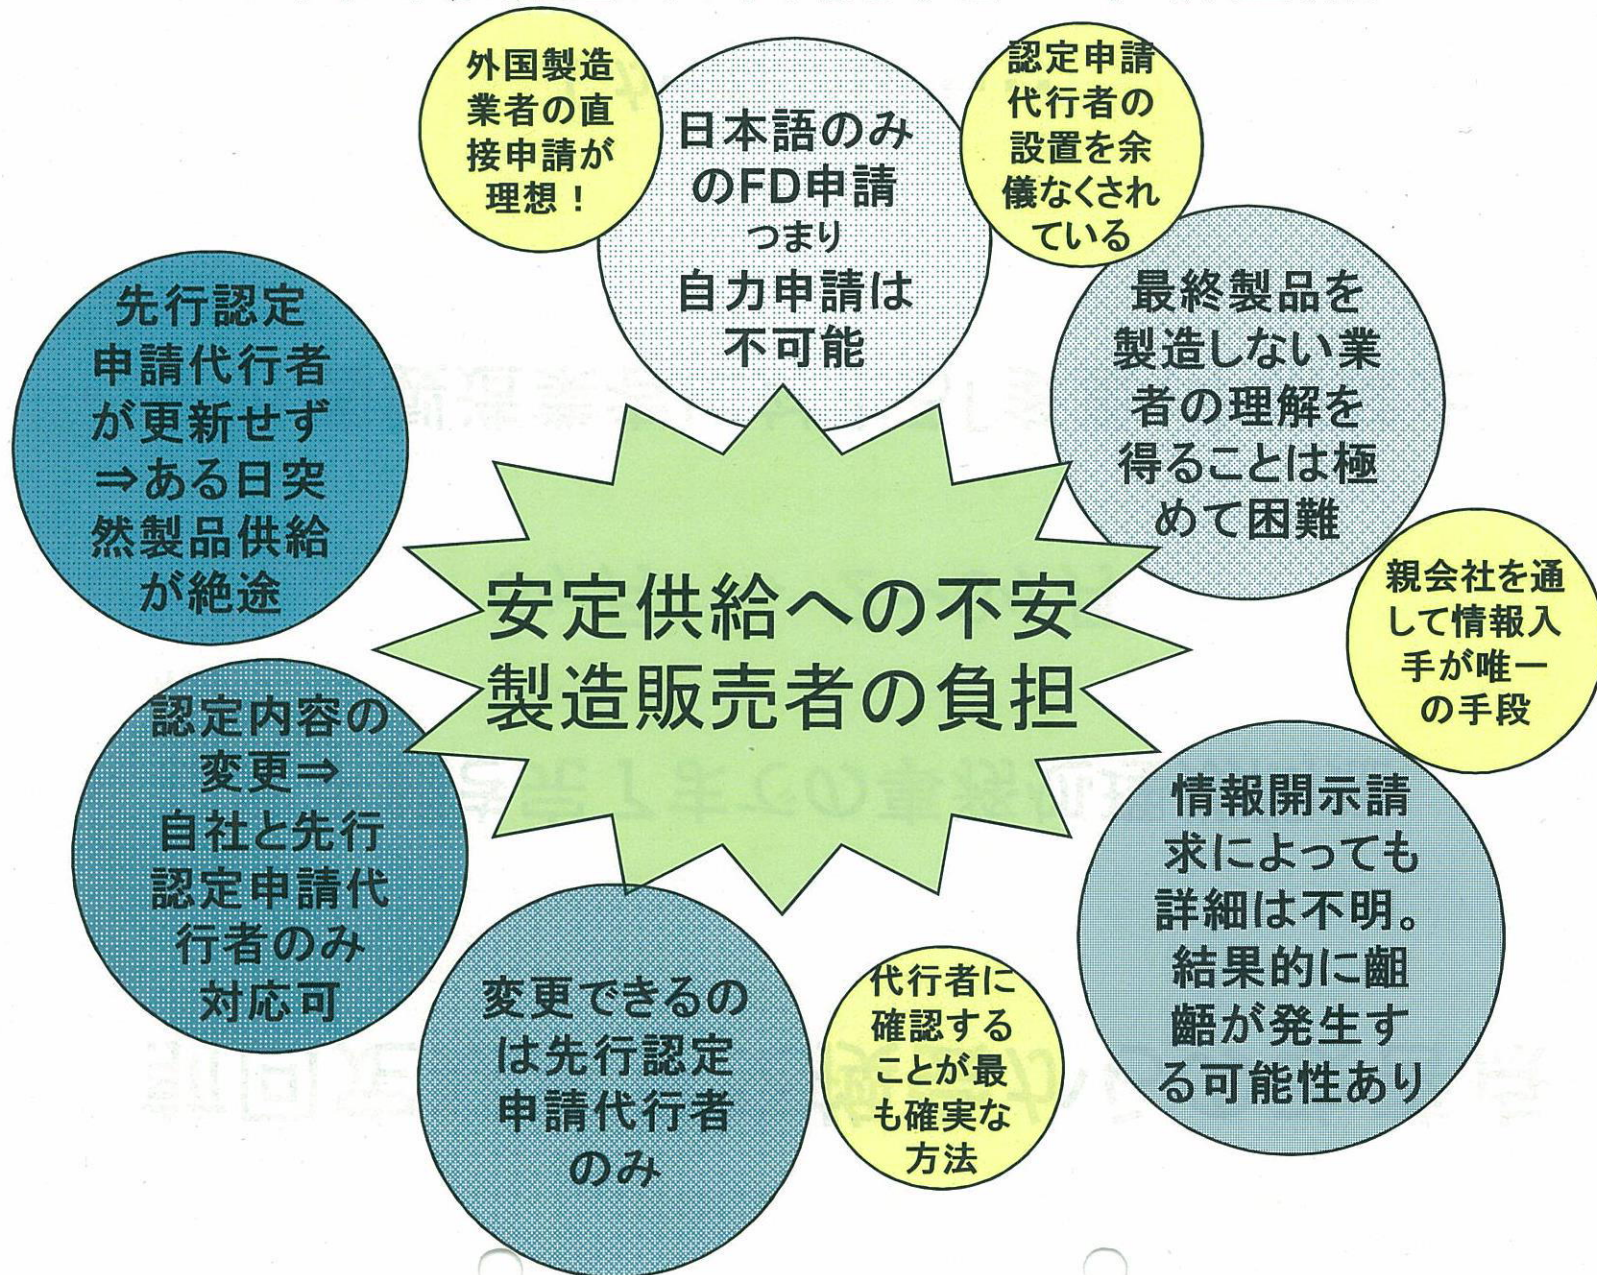 外国製造
業者の直
接申請が
理想！
日本語のみ
のFD申請
つまり
自力申請は
不可能
認定申請
代行者の
設置を余
儀なくされ
ている
最終製品を
製造しない業
者の理解を
得ることは極
めて困難
親会社を通
して情報入
手が唯一
の手段
情報開示請
求によっても
詳細は不明。
結果的に齟
齬が発生す
る可能性あり
代行者に
確認する
ことが最
も確実な
方法
変更できるの
は先行認定
申請代行者
のみ
認定内容の
変更⇒
自社と先行
認定申請代
行者のみ
対応可
先行認定
申請代行者
が更新せず
⇒ある日突
然製品供給
が絶途
安定供給への不安
製造販売者の負担